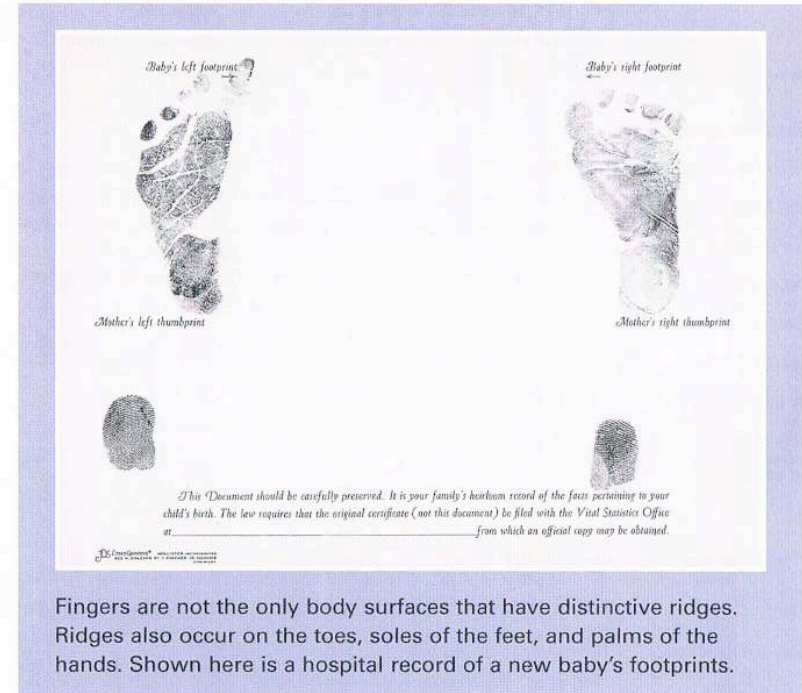 Baby's left footprint
Baby's right footprint
Mother's left thumbprint
Mother's right thumbprint
This Document should be carefully preserved. It is your family's heirloom record of the facts pertaining to your
child's birth. The law requires that the original certificate (not this document) be filed with the Vital Statistics Office
at from which an official copy may be obtained.
Fingers are not the only body surfaces that have distinctive ridges.
Ridges also occur on the toes, soles of the feet, and palms of the
hands. Shown here is a hospital record of a new baby's footprints.